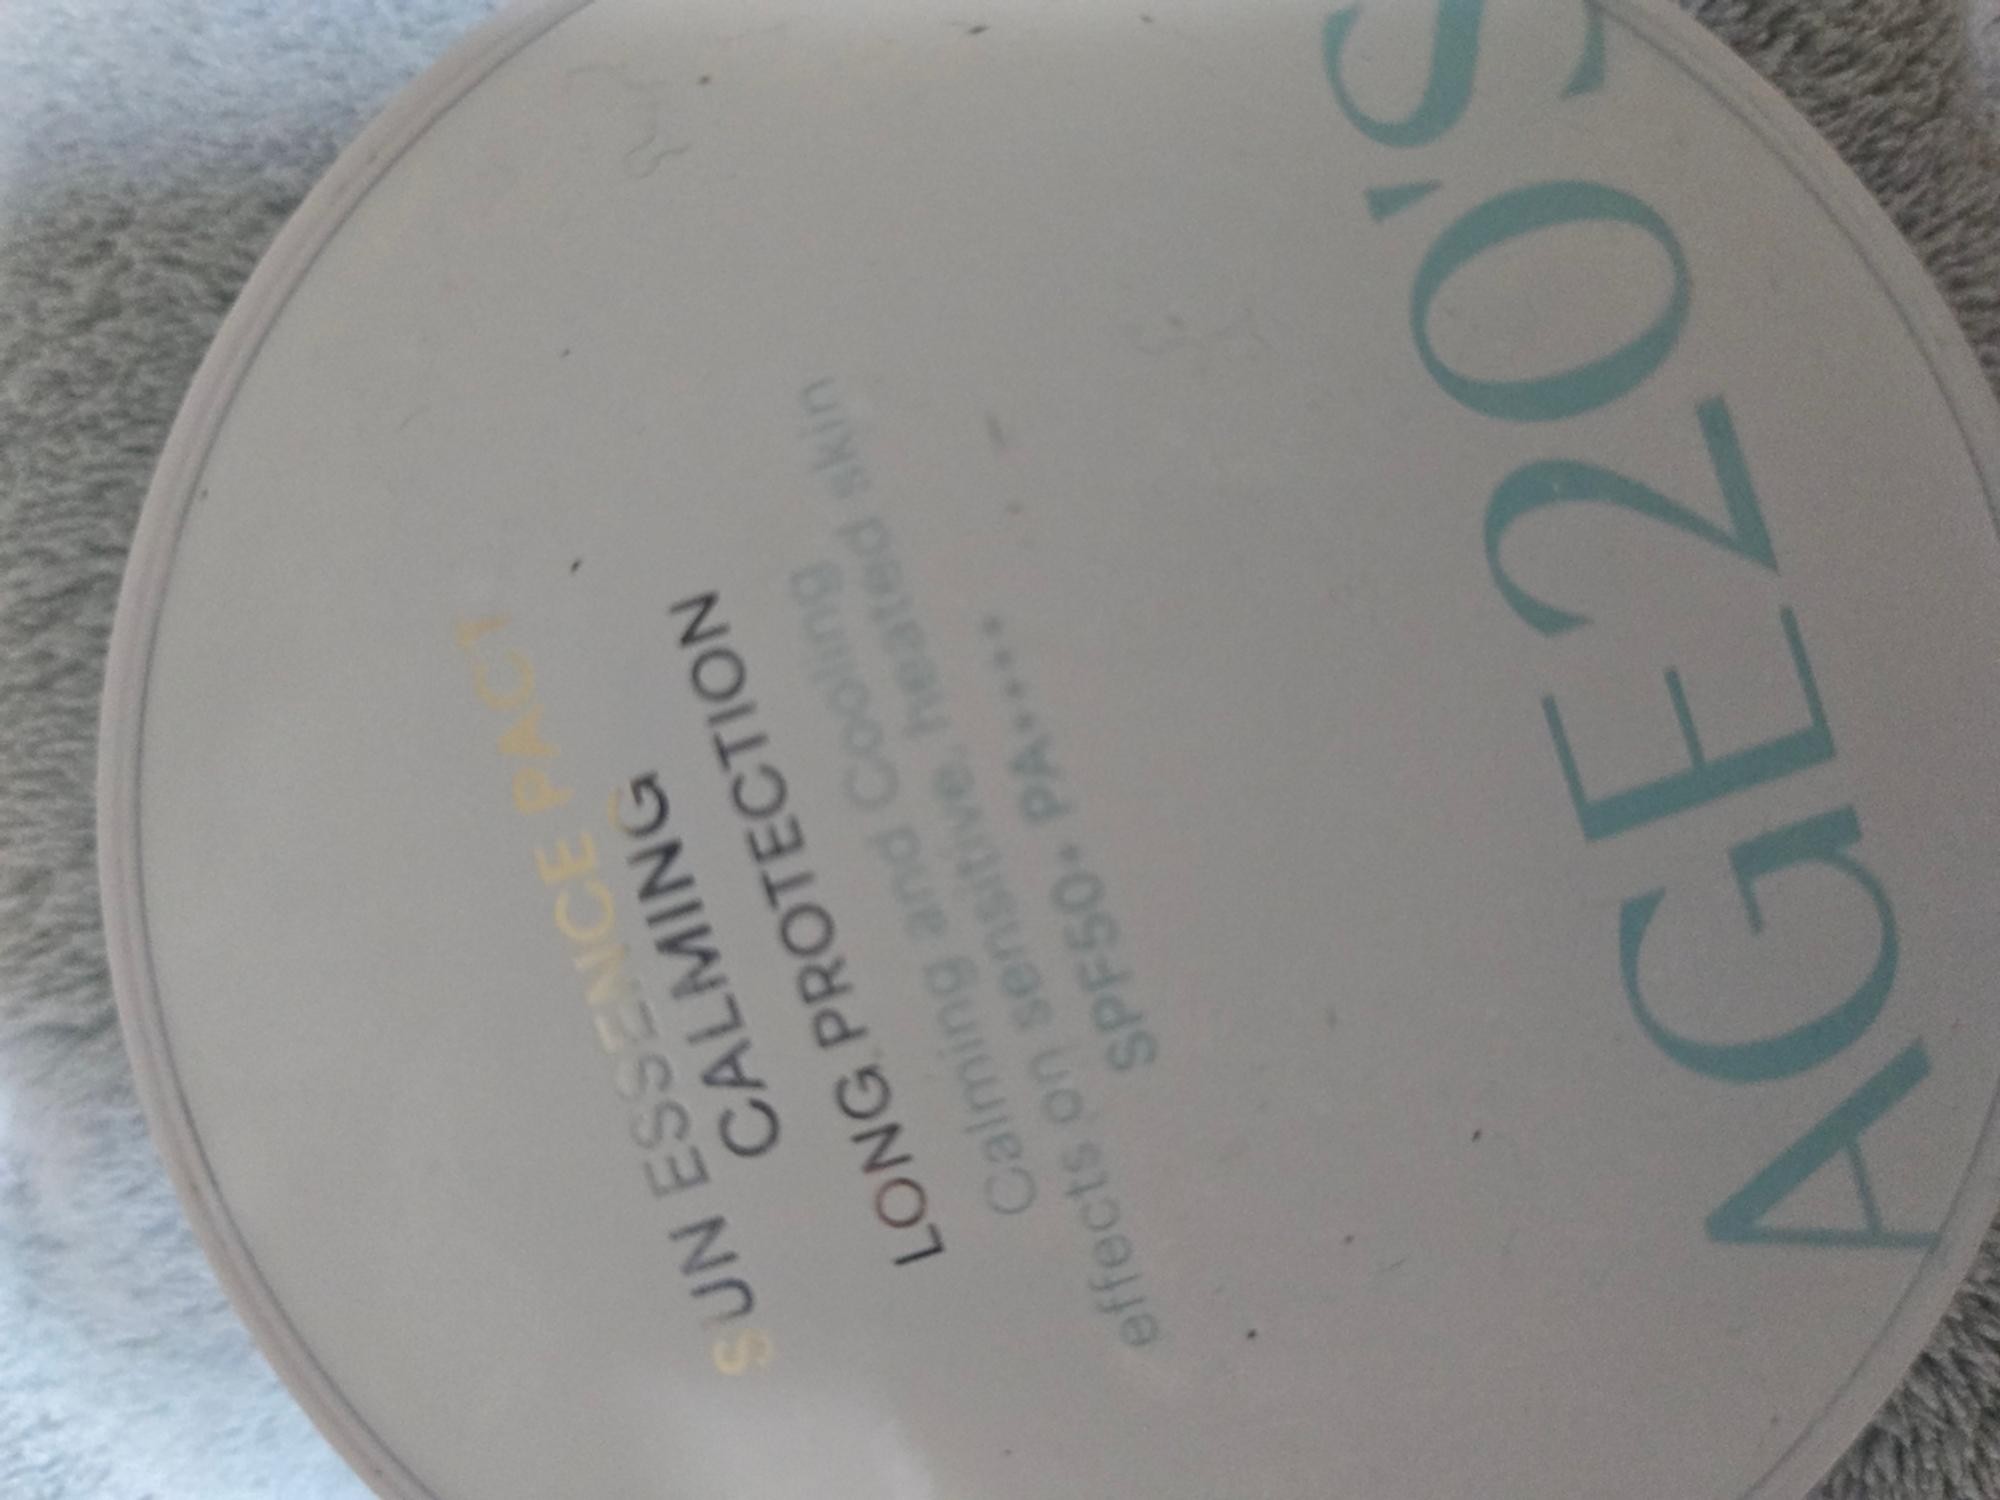 SUN ESSENCE PACT
CALMING
LONG PROTECTION
Calming and Cooling
effects on sensitive, heated skin
SPF50+ PA++++
AGE20'S